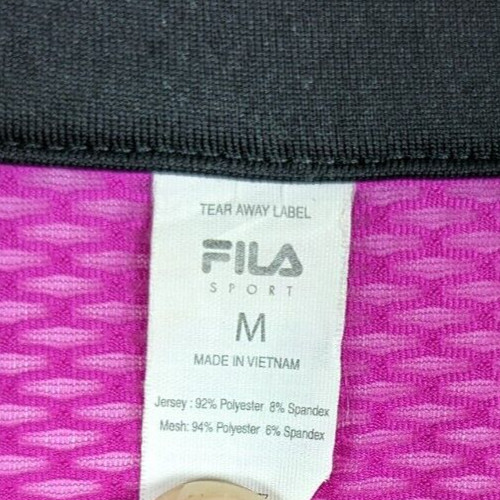 TEAR AWAY LABEL
FILA
SPORT
M
MADE IN VIETNAM
Jersey : 92% Polyester 8% Spandex
Mesh: 94% Polyester 6% Spandex